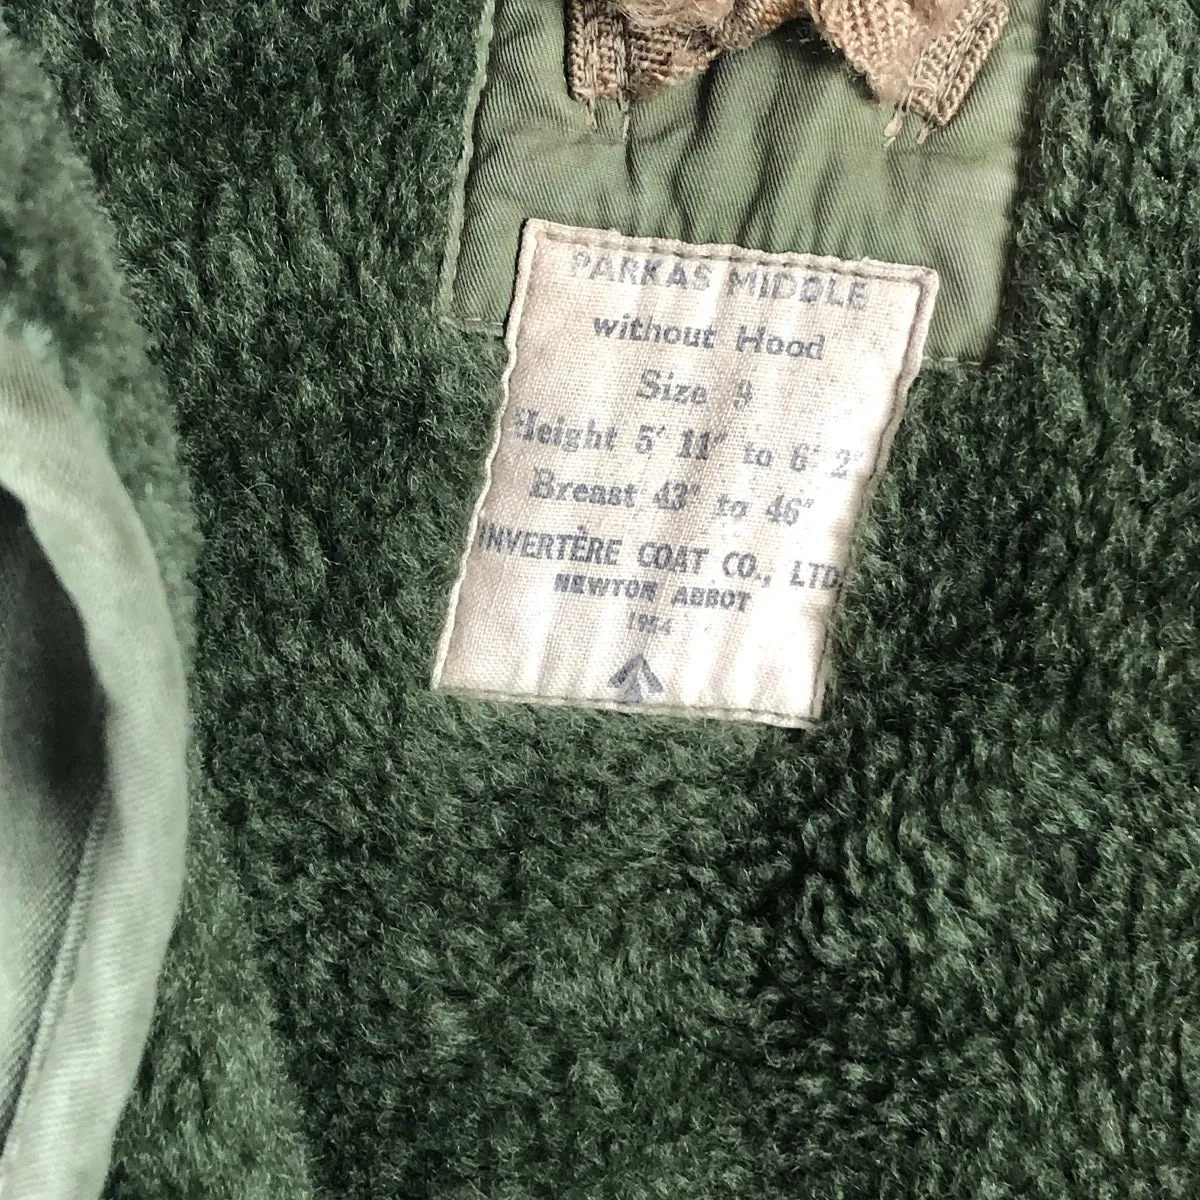 PARKAS MIDDLE
without Hood
Size 9
Height 5' 11" to 6' 2"
Breast 43" to 46"
INVERTÈRE COAT CO., LTD.
NEWTON ABBOT
1954